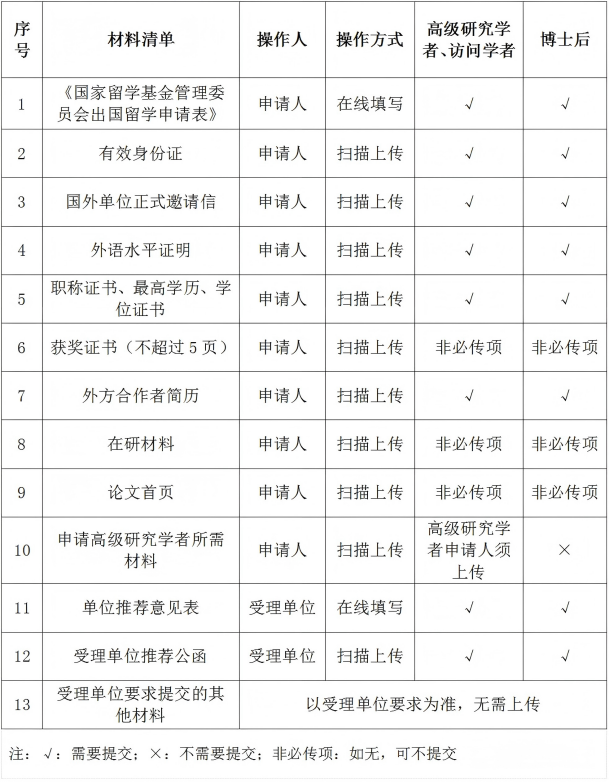 序号 材料清单 操作人 操作方式 高级研究学者、访问学者 博士后
1 《国家留学基金管理委员会出国留学申请表》 申请人 在线填写 √ √
2 有效身份证 申请人 扫描上传 √ √
3 国外单位正式邀请信 申请人 扫描上传 √ √
4 外语水平证明 申请人 扫描上传 √ √
5 职称证书、最高学历、学位证书 申请人 扫描上传 √ √
6 获奖证书（不超过5页） 申请人 扫描上传 非必传项 非必传项
7 外方合作者简历 申请人 扫描上传 √ √
8 在研材料 申请人 扫描上传 非必传项 非必传项
9 论文首页 申请人 扫描上传 非必传项 非必传项
10 申请高级研究学者所需材料 申请人 扫描上传 高级研究学者申请人须上传 ×
11 单位推荐意见表 受理单位 在线填写 √ √
12 受理单位推荐公函 受理单位 扫描上传 √ √
13 受理单位要求提交的其他材料 以受理单位要求为准，无需上传
注：√：需要提交；×：不需要提交；非必传项：如无，可不提交